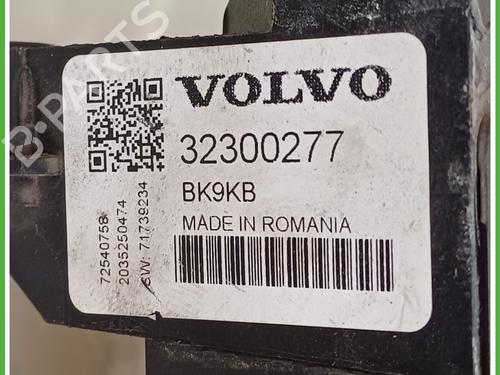 VOLVO
32300277
BK9KB
MADE IN ROMANIA
72540758
2035250474
SW: 71739234
B-PARTS